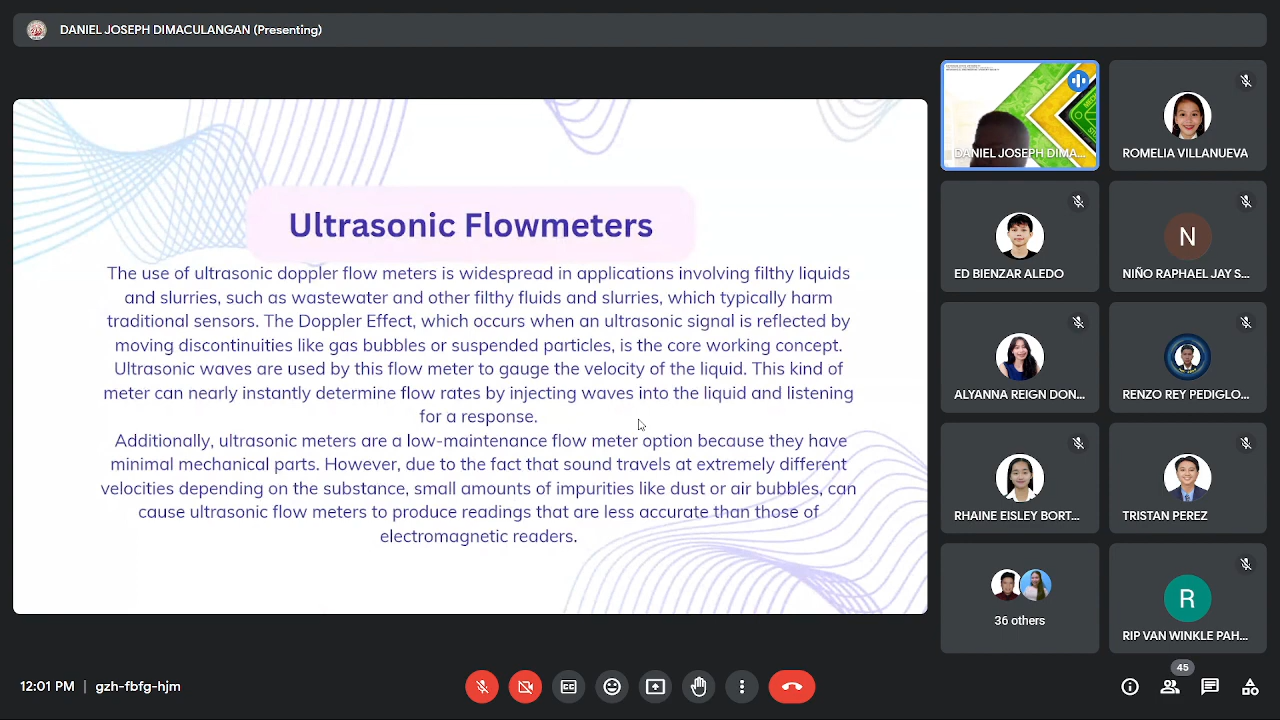 DANIEL JOSEPH DIMACULANGAN (Presenting)
Ultrasonic Flowmeters
The use of ultrasonic doppler flow meters is widespread in applications involving filthy liquids
and slurries, such as wastewater and other filthy fluids and slurries, which typically harm
traditional sensors. The Doppler Effect, which occurs when an ultrasonic signal is reflected by
moving discontinuities like gas bubbles or suspended particles, is the core working concept.
Ultrasonic waves are used by this flow meter to gauge the velocity of the liquid. This kind of
meter can nearly instantly determine flow rates by injecting waves into the liquid and listening
for a response.
Additionally, ultrasonic meters are a low-maintenance flow meter option because they have
minimal mechanical parts. However, due to the fact that sound travels at extremely different
velocities depending on the substance, small amounts of impurities like dust or air bubbles, can
cause ultrasonic flow meters to produce readings that are less accurate than those of
electromagnetic readers.
DANIEL JOSEPH DIMA...
ROMELIA VILLANUEVA
ED BIENZAR ALEDO
N
NIÑO RAPHAEL JAY S...
ALYANNA REIGN DON...
RENZO REY PEDIGLO...
RHAINE EISLEY BORT...
TRISTAN PEREZ
36 others
R
RIP VAN WINKLE PAH...
12:01 PM | gzh-fbfg-hjm
45